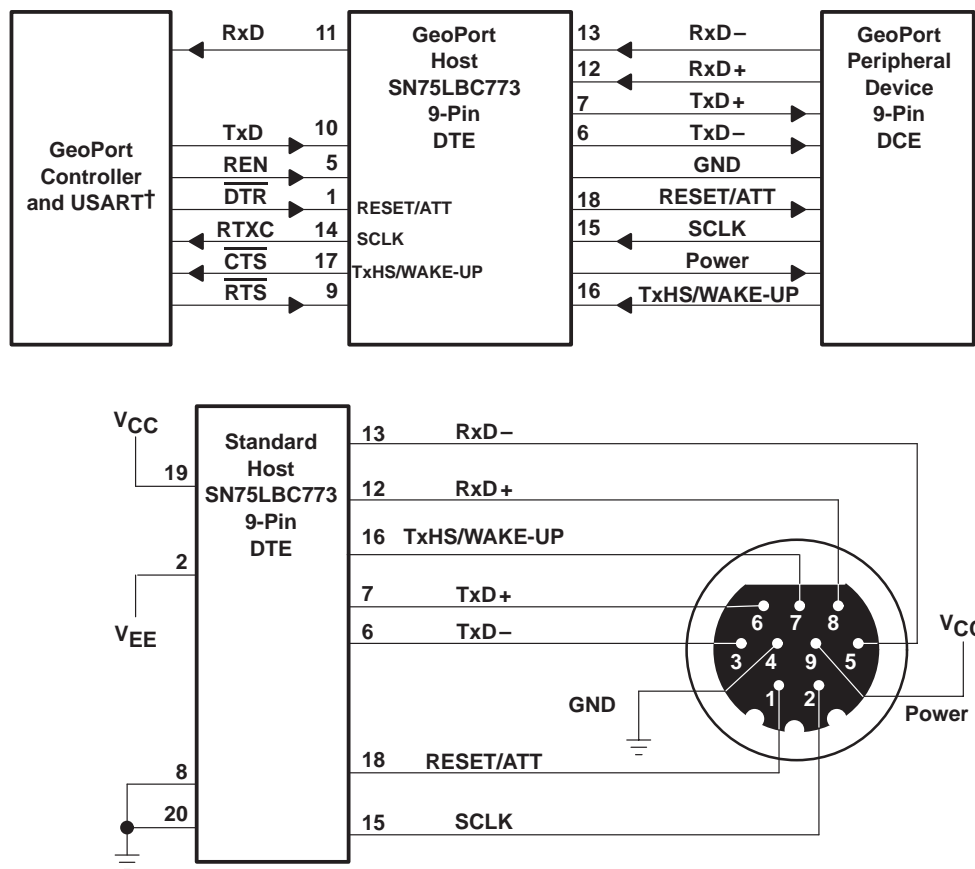 GeoPort
Controller
and USART†
RxD 11
TxD 10
REN 5
DTR 1
RTXC 14
CTS 17
RTS 9
GeoPort
Host
SN75LBC773
9-Pin
DTE
RESET/ATT
SCLK
TxHS/WAKE-UP
13 RxD–
12 RxD+
7 TxD+
6 TxD–
GND
18 RESET/ATT
15 SCLK
Power
16 TxHS/WAKE-UP
GeoPort
Peripheral
Device
9-Pin
DCE
VCC
19
2
VEE
8
20
Standard
Host
SN75LBC773
9-Pin
DTE
13 RxD–
12 RxD+
16 TxHS/WAKE-UP
7 TxD+
6 TxD–
18 RESET/ATT
15 SCLK
GND
6 7 8
3 4 9 5
1 2
VCC
Power